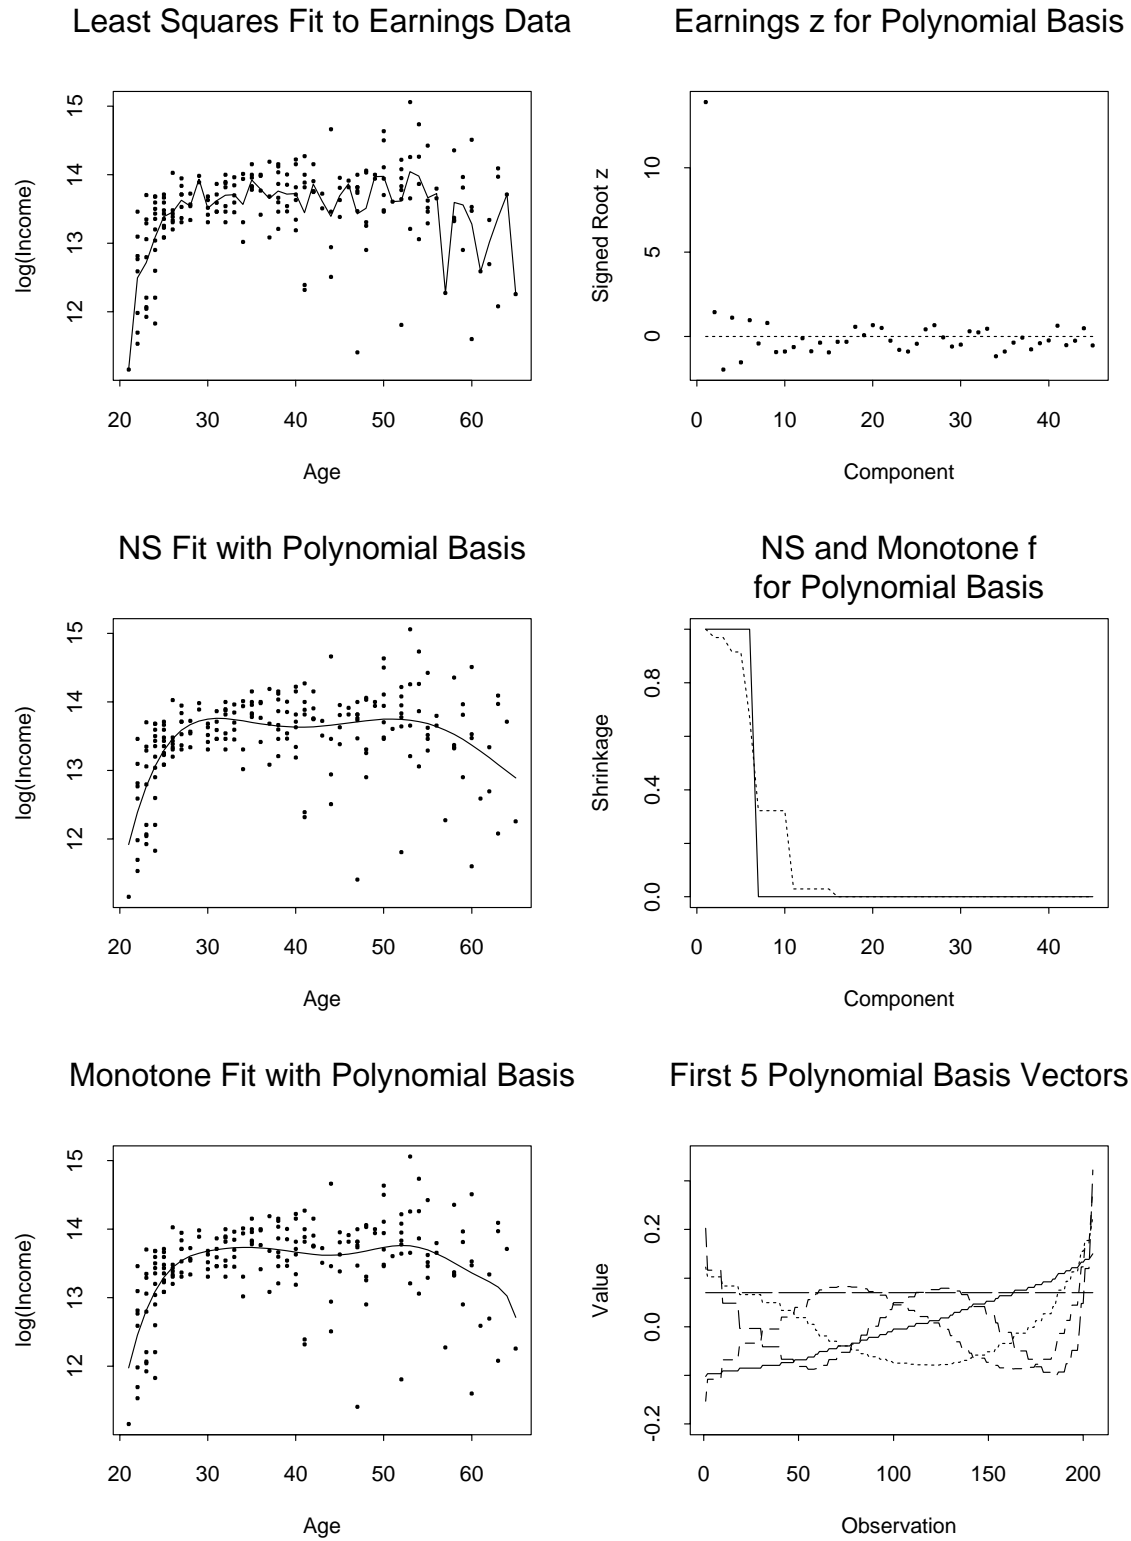 Least Squares Fit to Earnings Data
log(Income)
15
14
13
12
20 30 40 50 60
Age
Earnings z for Polynomial Basis
Signed Root z
10
5
0
0 10 20 30 40
Component
NS Fit with Polynomial Basis
log(Income)
15
14
13
12
20 30 40 50 60
Age
NS and Monotone f
for Polynomial Basis
Shrinkage
0.8
0.4
0.0
0 10 20 30 40
Component
Monotone Fit with Polynomial Basis
log(Income)
15
14
13
12
20 30 40 50 60
Age
First 5 Polynomial Basis Vectors
Value
0.2
0.0
-0.2
0 50 100 150 200
Observation